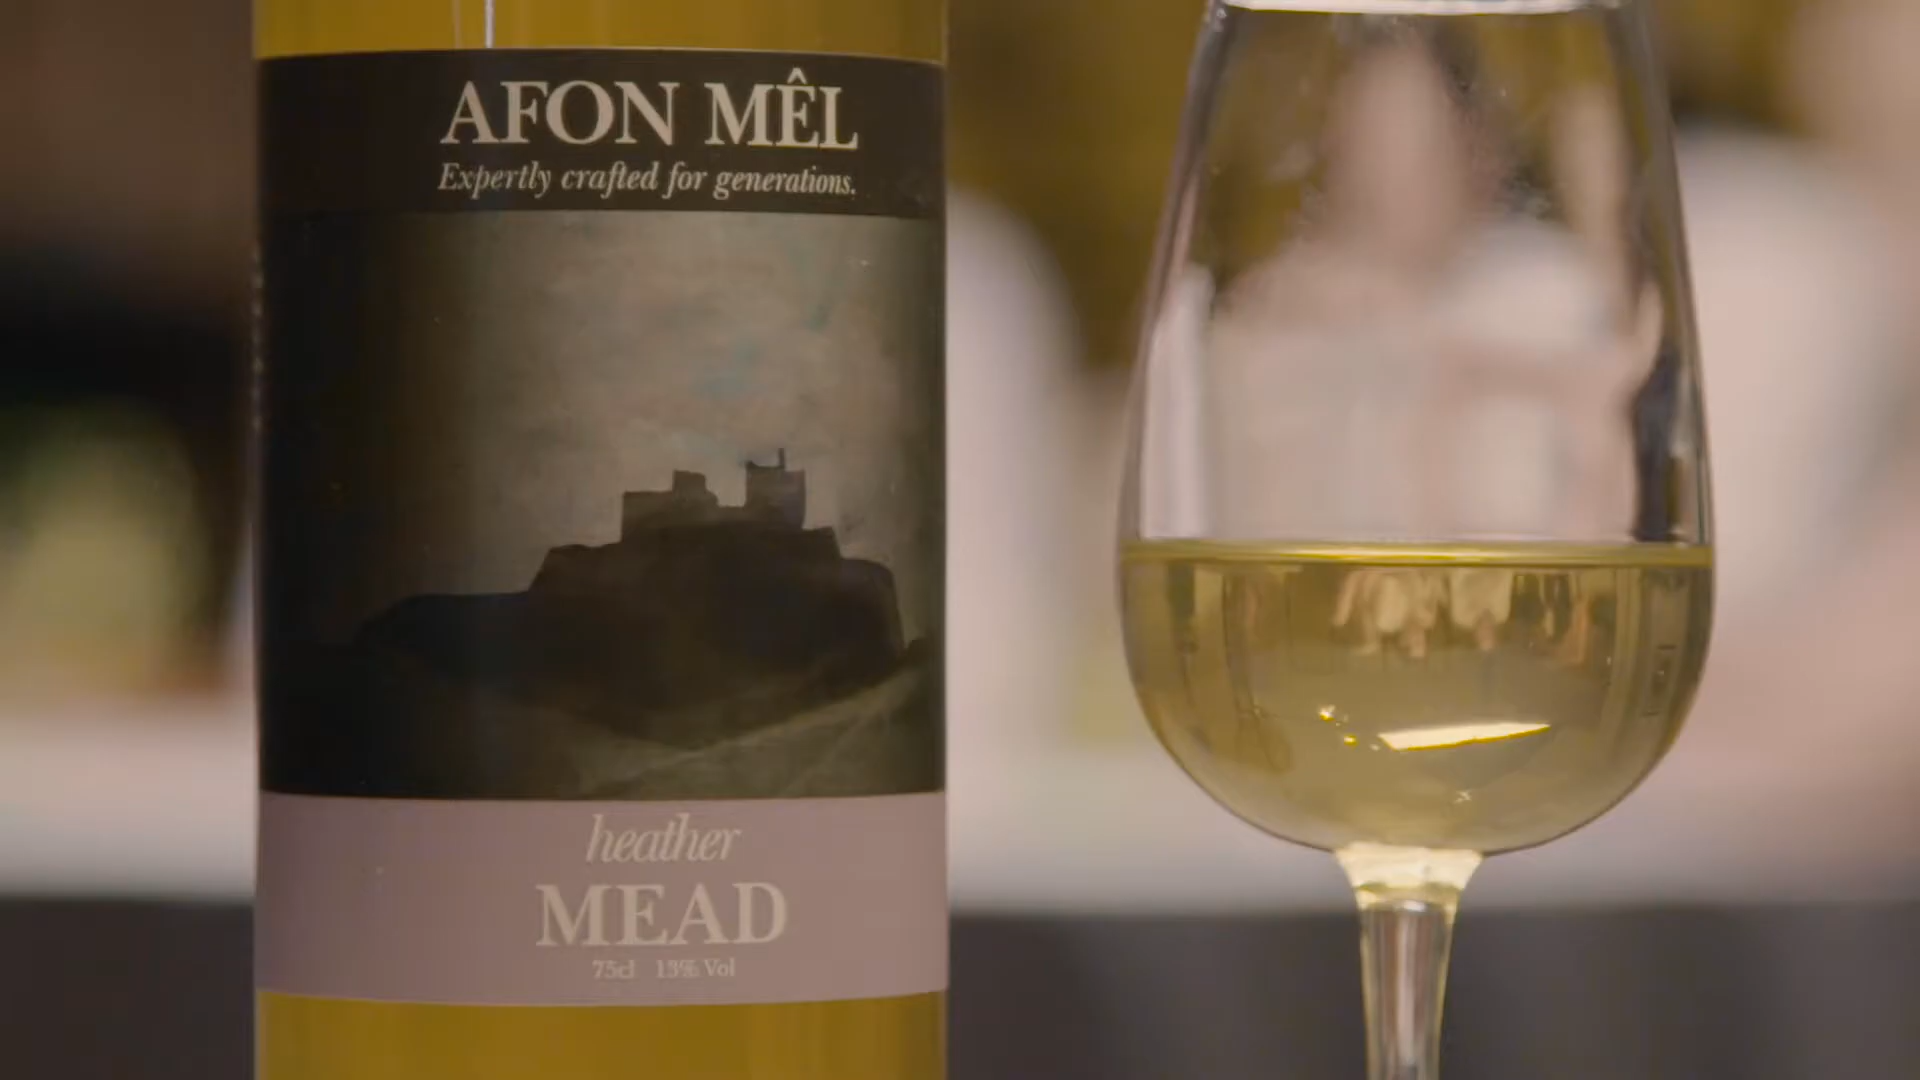 AFON MÊL
Expertly crafted for generations.
heather
MEAD
75cl 13% Vol